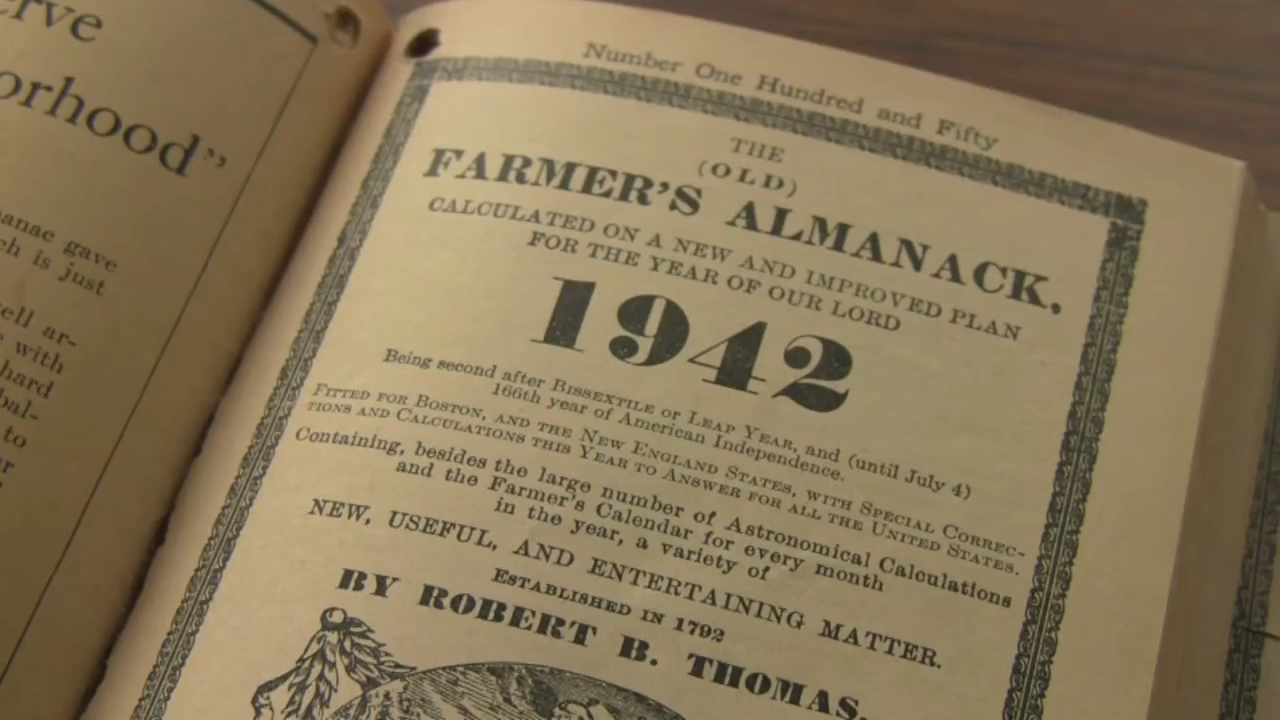 erve
orhood"
anac gave
ch is just
ell ar-
s with
hard
bal-
to
er
Number One Hundred and Fifty
THE
(OLD)
FARMER'S ALMANACK.
CALCULATED ON A NEW AND IMPROVED PLAN
FOR THE YEAR OF OUR LORD
1942
Being second after BISSEXTILE or LEAP YEAR, and (until July 4)
166th year of American Independence.
FITTED FOR BOSTON, AND THE NEW ENGLAND STATES, WITH SPECIAL CORREC-
TIONS AND CALCULATIONS THIS YEAR TO ANSWER FOR ALL THE UNITED STATES.
Containing, besides the large number of Astronomical Calculations
and the Farmer's Calendar for every month
in the year, a variety of
NEW, USEFUL, AND ENTERTAINING MATTER.
ESTABLISHED IN 1792
BY ROBERT B. THOMAS.